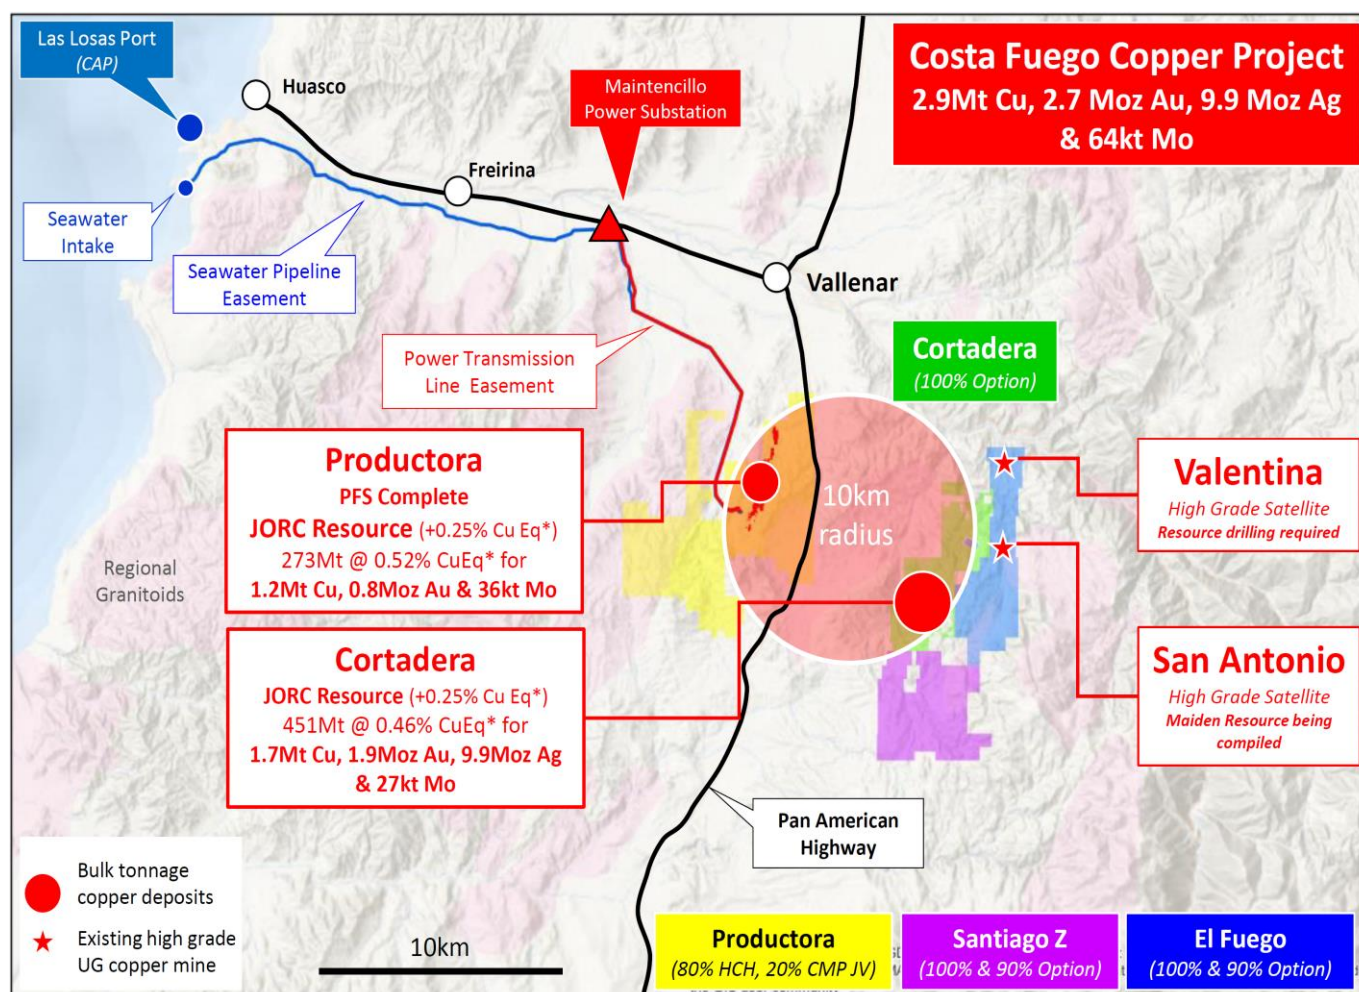 Las Losas Port
(CAP)
Huasco
Maintencillo
Power Substation
Costa Fuego Copper Project
2.9Mt Cu, 2.7 Moz Au, 9.9 Moz Ag
& 64kt Mo
Freirina
Seawater
Intake
Seawater Pipeline
Easement
Vallenar
Power Transmission
Line Easement
Cortadera
(100% Option)
Productora
PFS Complete
JORC Resource (+0.25% Cu Eq*)
273Mt @ 0.52% CuEq* for
1.2Mt Cu, 0.8Moz Au & 36kt Mo
10km
radius
Valentina
High Grade Satellite
Resource drilling required
Regional
Granitoids
Cortadera
JORC Resource (+0.25% Cu Eq*)
451Mt @ 0.46% CuEq* for
1.7Mt Cu, 1.9Moz Au, 9.9Moz Ag
& 27kt Mo
San Antonio
High Grade Satellite
Maiden Resource being
compiled
Pan American
Highway
Bulk tonnage
copper deposits
Existing high grade
UG copper mine
10km
Productora
(80% HCH, 20% CMP JV)
Santiago Z
(100% & 90% Option)
El Fuego
(100% & 90% Option)